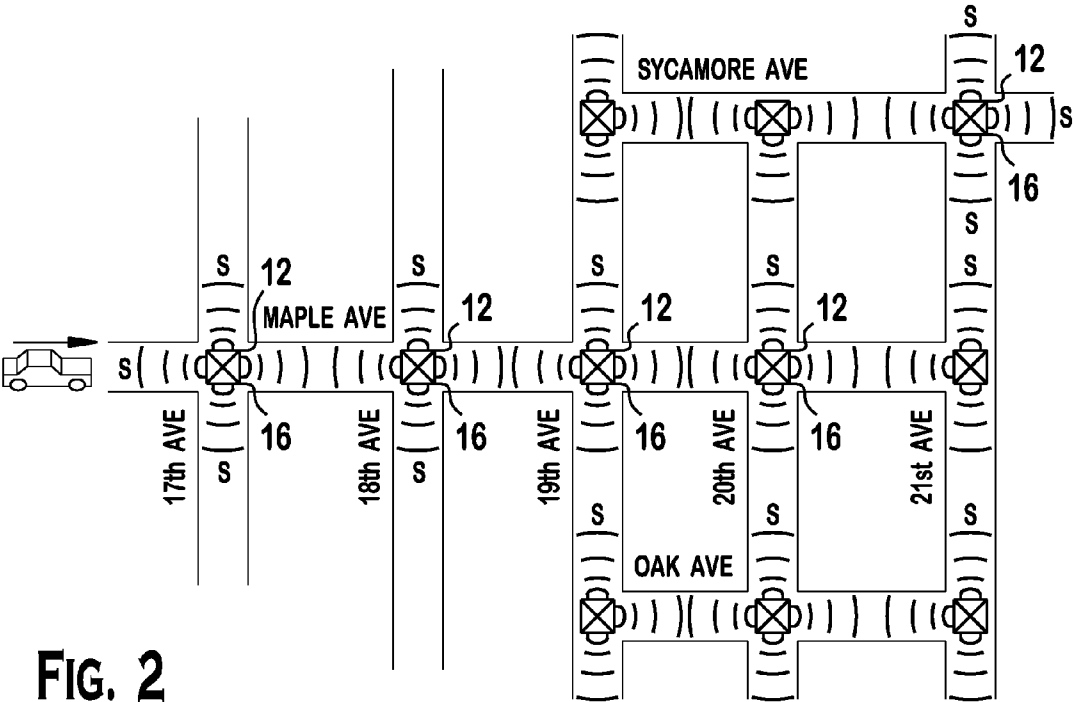 S
SYCAMORE AVE
12
S
16
S
S
S
S
S
S
12
MAPLE AVE
12
12
12
S
16
16
16
16
S
S
17th AVE
18th AVE
19th AVE
20th AVE
21st AVE
S
S
S
OAK AVE
FIG. 2